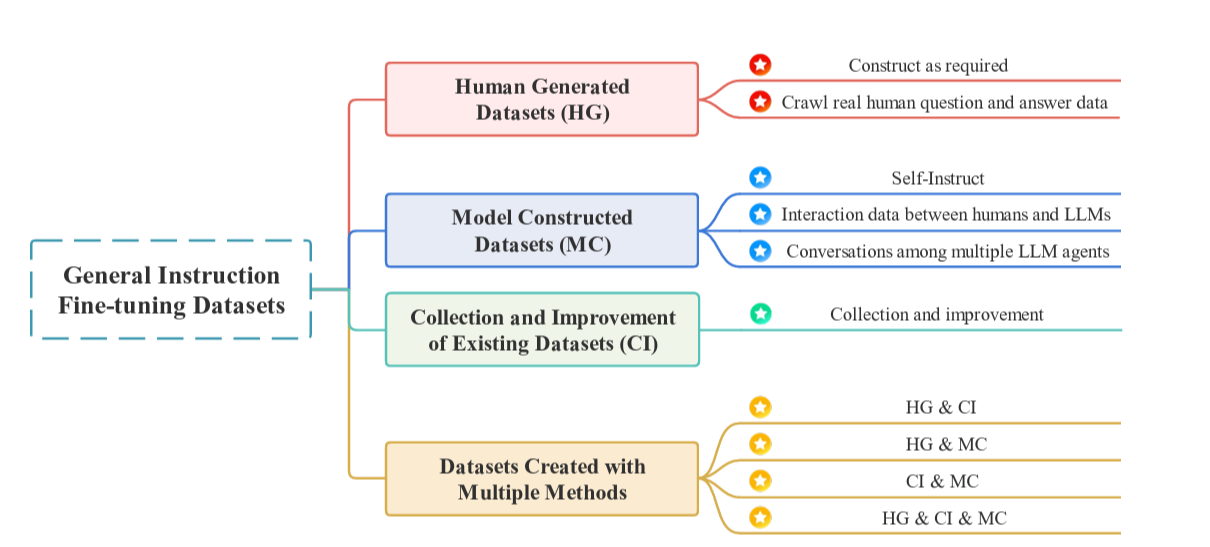 General Instruction
Fine-tuning Datasets
Human Generated
Datasets (HG)
Construct as required
Crawl real human question and answer data
Model Constructed
Datasets (MC)
Self-Instruct
Interaction data between humans and LLMs
Conversations among multiple LLM agents
Collection and Improvement
of Existing Datasets (CI)
Collection and improvement
Datasets Created with
Multiple Methods
HG & CI
HG & MC
CI & MC
HG & CI & MC